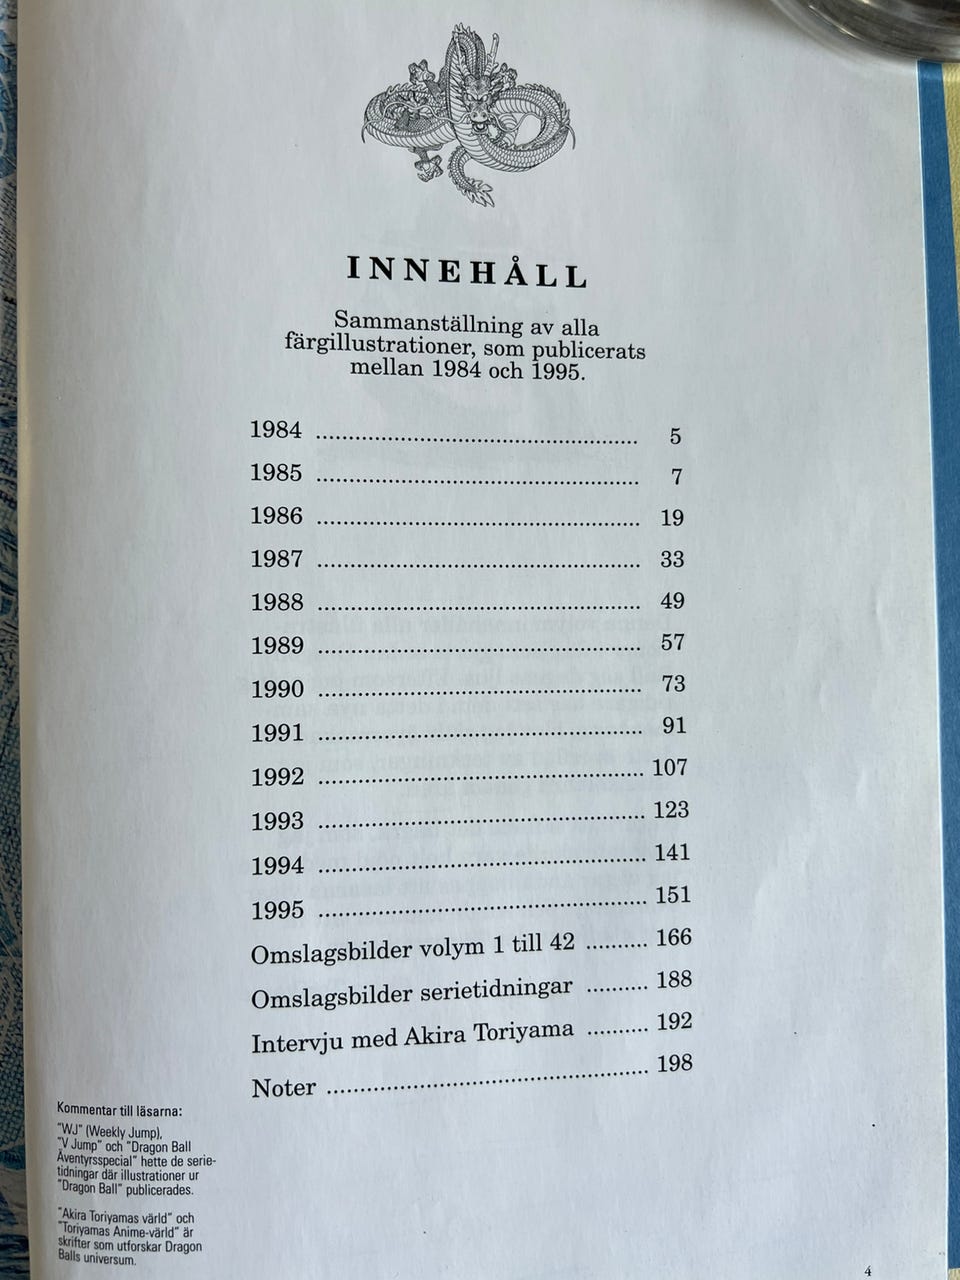 INNEHÅLL
Sammanställning av alla
färgillustrationer, som publicerats
mellan 1984 och 1995.
1984 ................................................ 5
1985 ................................................ 7
1986 ................................................ 19
1987 ................................................ 33
1988 ................................................ 49
1989 ................................................ 57
1990 ................................................ 73
1991 ................................................ 91
1992 ................................................ 107
1993 ................................................ 123
1994 ................................................ 141
1995 ................................................ 151
Omslagsbilder volym 1 till 42 .......... 166
Omslagsbilder serietidningar .......... 188
Intervju med Akira Toriyama .......... 192
Noter ................................................ 198
Kommentar till läsarna:
"WJ" (Weekly Jump),
"V Jump" och "Dragon Ball
Äventyrsspecial" hette de serie-
tidningar där illustrationer ur
"Dragon Ball" publicerades.
"Akira Toriyamas värld" och
"Toriyamas Anime-värld" är
skrifter som utforskar Dragon
Balls universum.
4